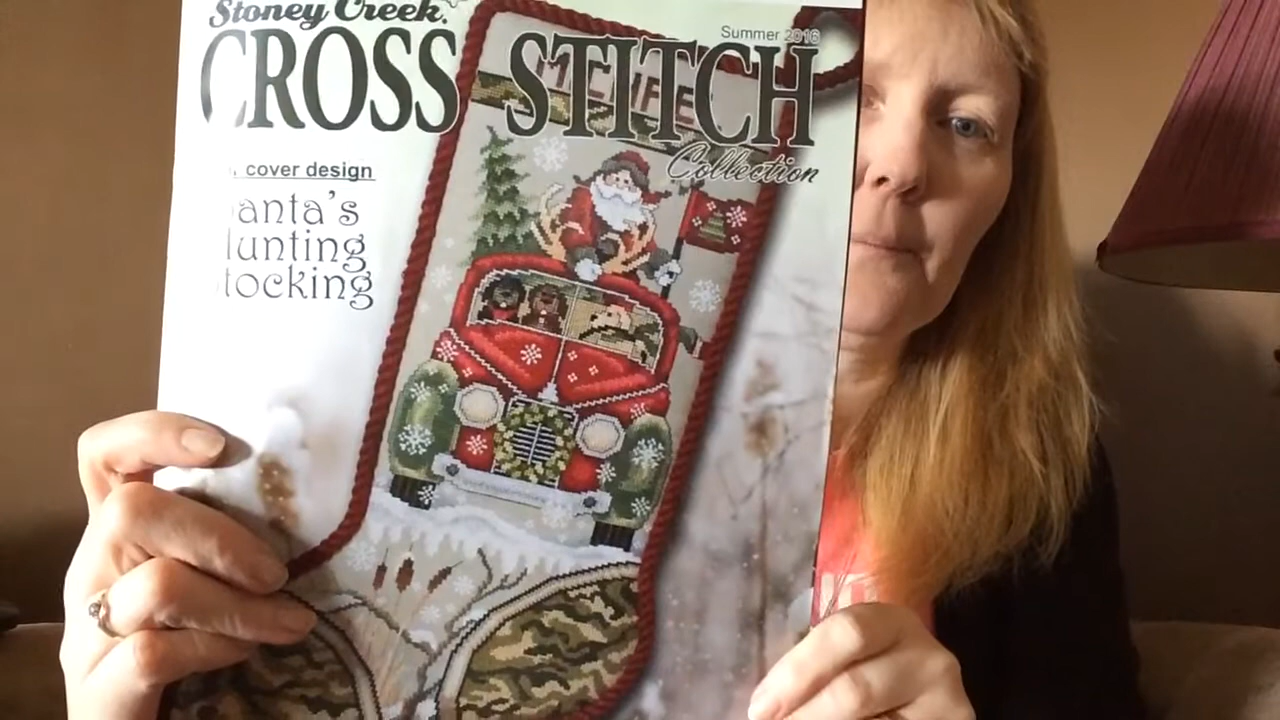 Stoney Creek.
CROSS STITCH
Summer 2016
Collection
cover design
anta's
unting
tocking